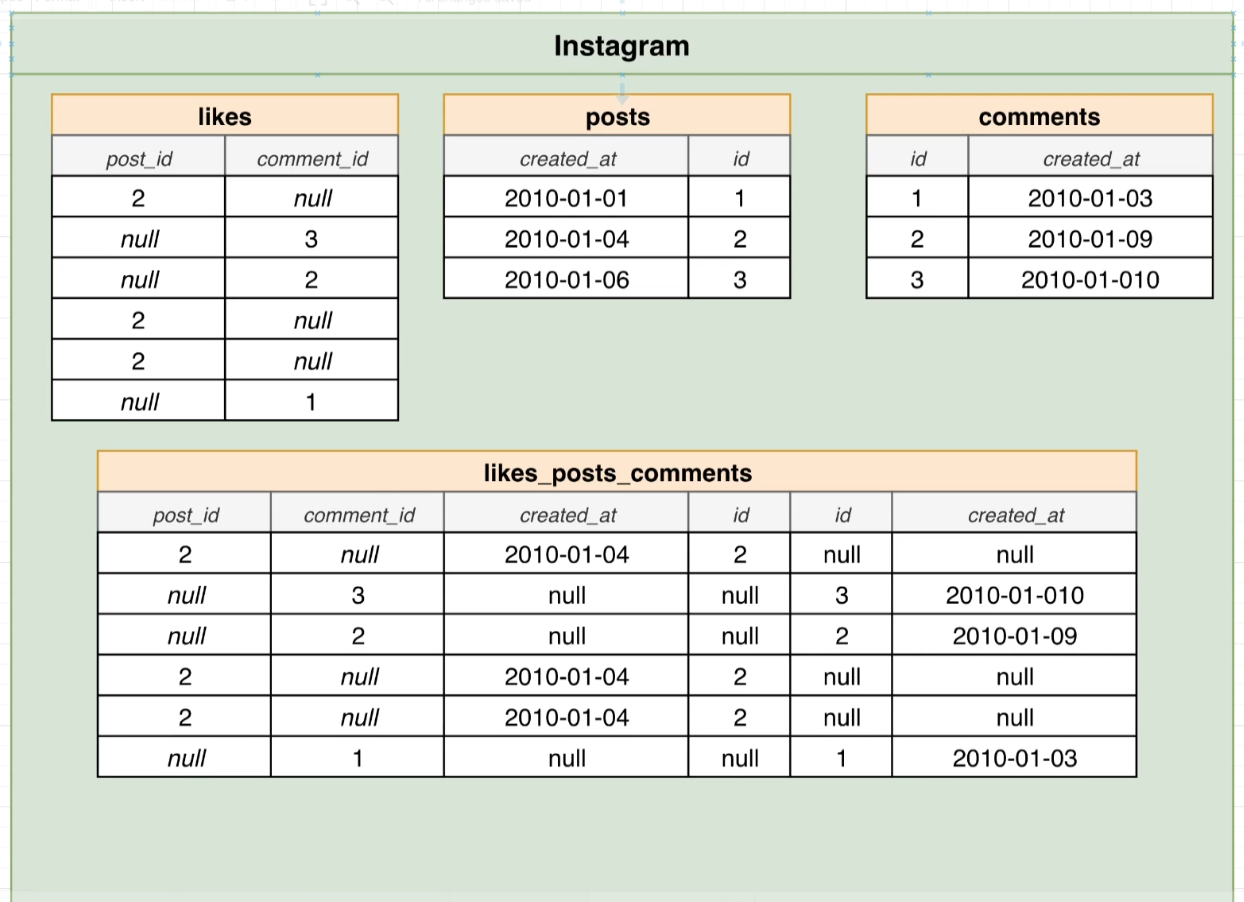 Instagram
likes
post_id comment_id
2 null
null 3
null 2
2 null
2 null
null 1
posts
created_at id
2010-01-01 1
2010-01-04 2
2010-01-06 3
comments
id created_at
1 2010-01-03
2 2010-01-09
3 2010-01-010
likes_posts_comments
post_id comment_id created_at id id created_at
2 null 2010-01-04 2 null null
null 3 null null 3 2010-01-010
null 2 null null 2 2010-01-09
2 null 2010-01-04 2 null null
2 null 2010-01-04 2 null null
null 1 null null 1 2010-01-03